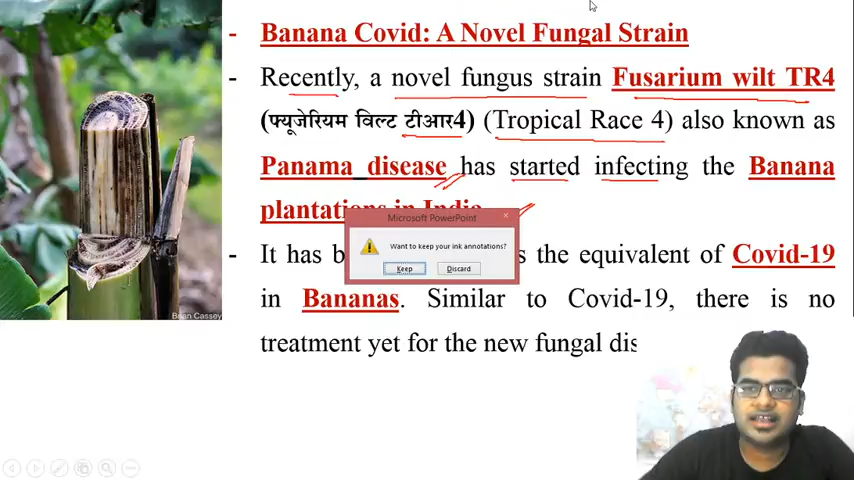 - Banana Covid: A Novel Fungal Strain
- Recently, a novel fungus strain Fusarium wilt TR4
(फ्यूजेरियम विल्ट टीआर4) (Tropical Race 4) also known as
Panama disease has started infecting the Banana
plantations in India
Microsoft PowerPoint
Want to keep your ink annotations?
Keep Discard
- It has the equivalent of Covid-19
in Bananas. Similar to Covid-19, there is no
treatment yet for the new fungal
Brian Cassey